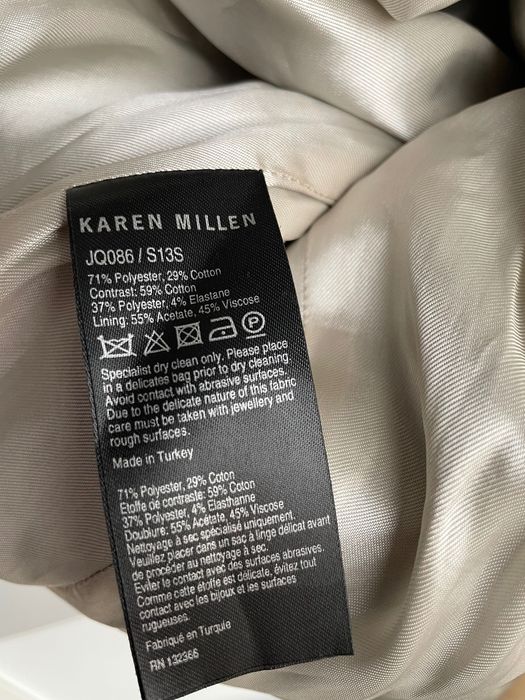 KAREN MILLEN
JQ086 / S13S
71% Polyester, 29% Cotton
Contrast: 59% Cotton
37% Polyester, 4% Elastane
Lining: 55% Acetate, 45% Viscose
P
Specialist dry clean only. Please place
in a delicates bag prior to dry cleaning.
Avoid contact with abrasive surfaces.
Due to the delicate nature of this fabric
care must be taken with jewellery and
rough surfaces.
Made in Turkey
71% Polyester, 29% Coton
Etoffe de contraste: 59% Coton
37% Polyester, 4% Elasthanne
Doublure: 55% Acétate, 45% Viscose
Nettoyage à sec spécialisé uniquement.
Veuillez placer dans un sac à linge délicat avant
de procéder au nettoyage à sec.
Eviter le contact avec des surfaces abrasives.
Comme cette étoffe est délicate, évitez tout
contact avec les bijoux et les surfaces
rugueuses.
Fabriqué en Turquie
RN 132366